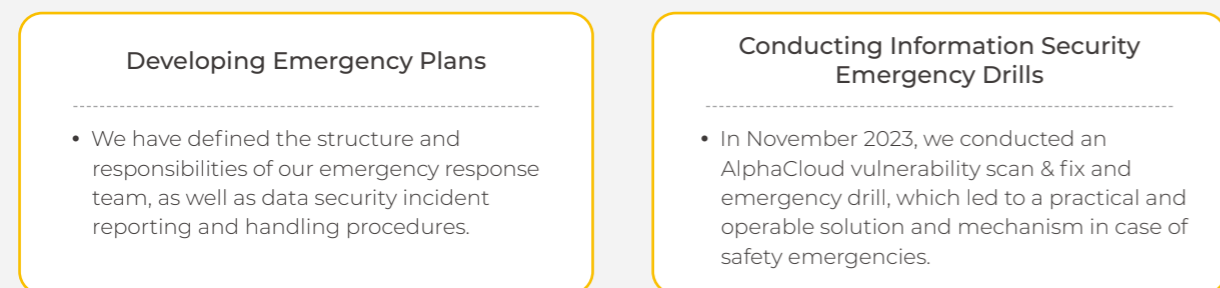 Developing Emergency Plans
• We have defined the structure and
responsibilities of our emergency response
team, as well as data security incident
reporting and handling procedures.
Conducting Information Security
Emergency Drills
• In November 2023, we conducted an
AlphaCloud vulnerability scan & fix and
emergency drill, which led to a practical and
operable solution and mechanism in case of
safety emergencies.